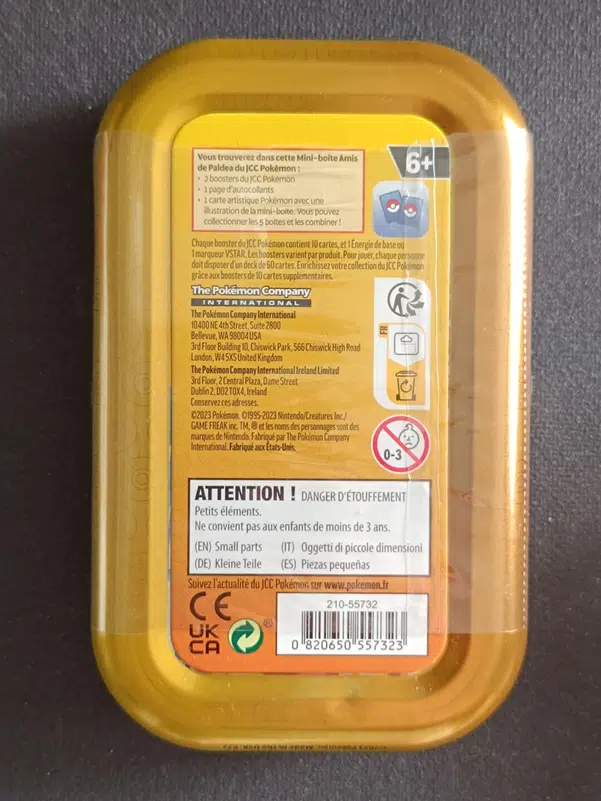 Vous trouverez dans cette Mini-boîte Amis
de Paldea du JCC Pokémon :
• 2 boosters du JCC Pokémon
• 1 page d'autocollants
• 1 carte artistique Pokémon avec une
illustration de la mini-boîte. Vous pouvez
collectionner les 5 boîtes et les combiner !
6+
Chaque booster du JCC Pokémon contient 10 cartes, et 1 Énergie de base ou
1 marqueur VSTAR. Les boosters varient par produit. Pour jouer, chaque personne
doit disposer d'un deck de 60 cartes. Enrichissez votre collection du JCC Pokémon
grâce aux boosters de 10 cartes supplémentaires.
The Pokémon Company
INTERNATIONAL
The Pokémon Company International
10400 NE 4th Street, Suite 2800
Bellevue, WA 98004 USA
3rd Floor Building 10, Chiswick Park, 566 Chiswick High Road
London, W4 5XS United Kingdom
The Pokémon Company International Ireland Limited
3rd Floor, 2 Central Plaza, Dame Street
Dublin 2, D02 T0X4, Ireland
Conservez ces adresses.
FR
©2023 Pokémon. ©1995-2023 Nintendo/Creatures Inc./
GAME FREAK inc. TM, ® et les noms des personnages sont des
marques de Nintendo. Fabriqué par The Pokémon Company
International. Fabriqué aux États-Unis.
0-3
ATTENTION ! DANGER D'ÉTOUFFEMENT
Petits éléments.
Ne convient pas aux enfants de moins de 3 ans.
(EN) Small parts (IT) Oggetti di piccole dimensioni
(DE) Kleine Teile (ES) Piezas pequeñas
Suivez l'actualité du JCC Pokémon sur www.pokemon.fr
CE
UK
CA
®
210-55732
0 820650 557323
©2023 Pokémon. Made in the USA.